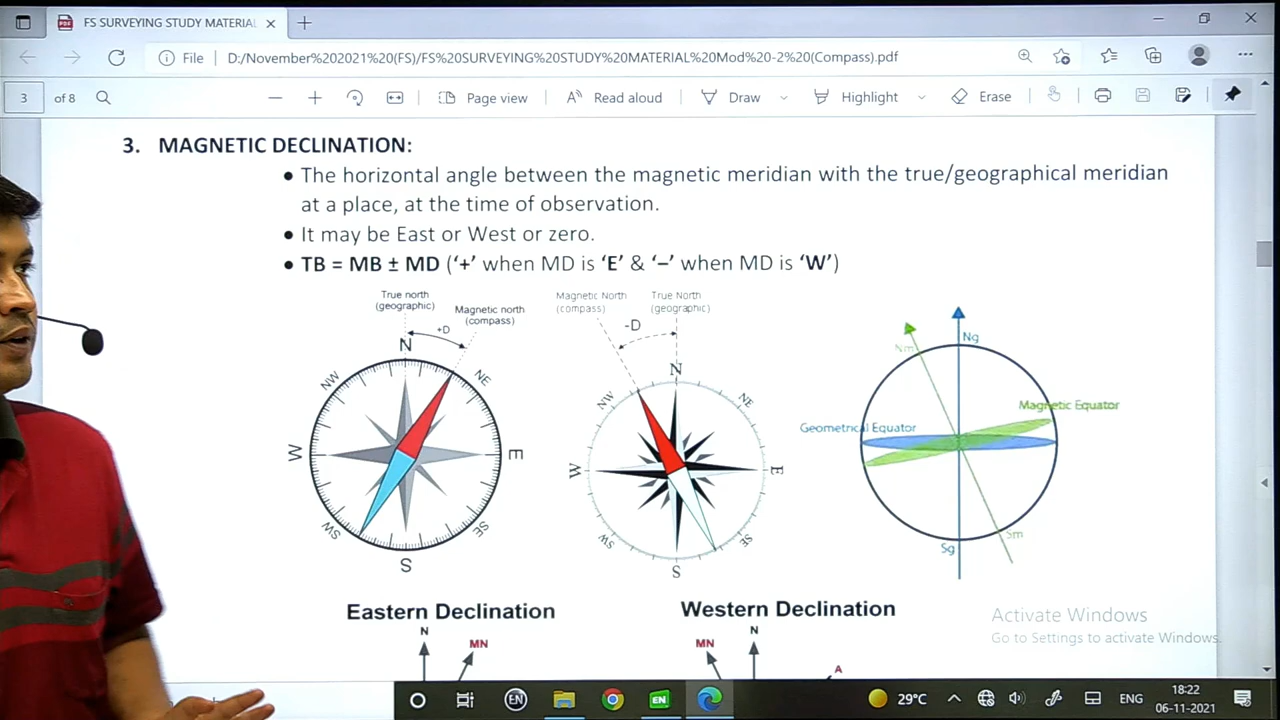 FS SURVEYING STUDY MATERIAL
File
D:/November%202021%20(FS)/FS%20SURVEYING%20STUDY%20MATERIAL%20Mod%20-2%20(Compass).pdf
3 of 8
Page view
Read aloud
Draw
Highlight
Erase
3. MAGNETIC DECLINATION:
• The horizontal angle between the magnetic meridian with the true/geographical meridian
at a place, at the time of observation.
• It may be East or West or zero.
• TB = MB ± MD (‘+’ when MD is ‘E’ & ‘–’ when MD is ‘W’)
True north
(geographic)
Magnetic north
(compass)
+D
N
NE
E
SE
S
SW
W
NW
Magnetic North
(compass)
True North
(geographic)
-D
N
NE
E
SE
S
SW
W
NW
Nm
Ng
Magnetic Equator
Geometrical Equator
Sg
Sm
Eastern Declination
Western Declination
N
MN
MN
N
A
Activate Windows
Go to Settings to activate Windows.
EN
EN
29°C
ENG
18:22
06-11-2021